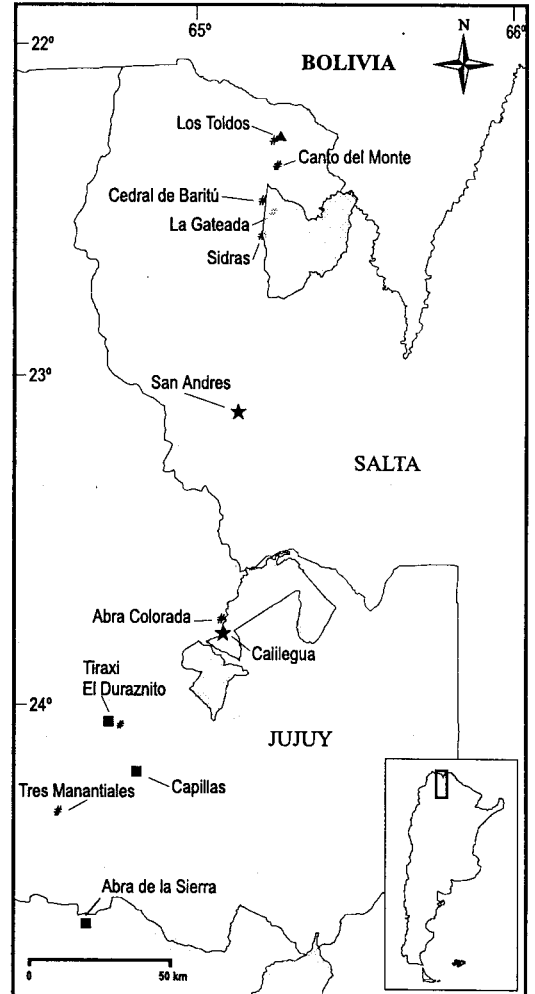 65º
66º
22º
N
BOLIVIA
Los Toldos
Canto del Monte
Cedral de Baritú
La Gateada
Sidras
23º
San Andres
SALTA
Abra Colorada
Calilegua
Tiraxi
El Duraznito
24º
JUJUY
Tres Manantiales
Capillas
Abra de la Sierra
0
50 km